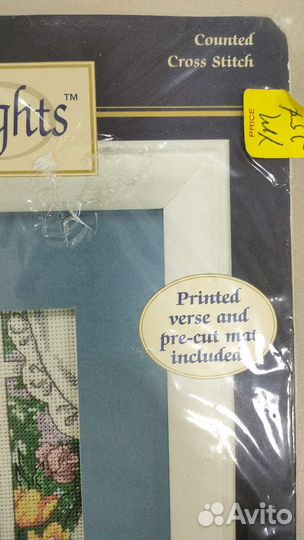 Counted
Cross Stitch
ghts™
PRICE
Printed
verse and
pre-cut mat
included
Avito